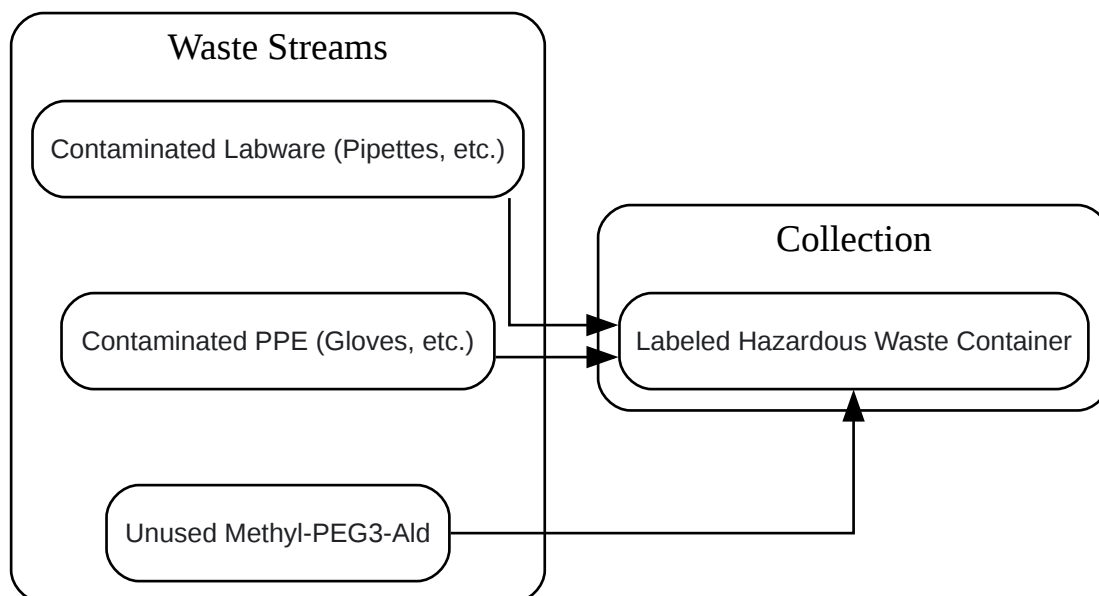 Waste Streams
Contaminated Labware (Pipettes, etc.)
Collection
Contaminated PPE (Gloves, etc.)
Labeled Hazardous Waste Container
Unused Methyl-PEG3-Ald